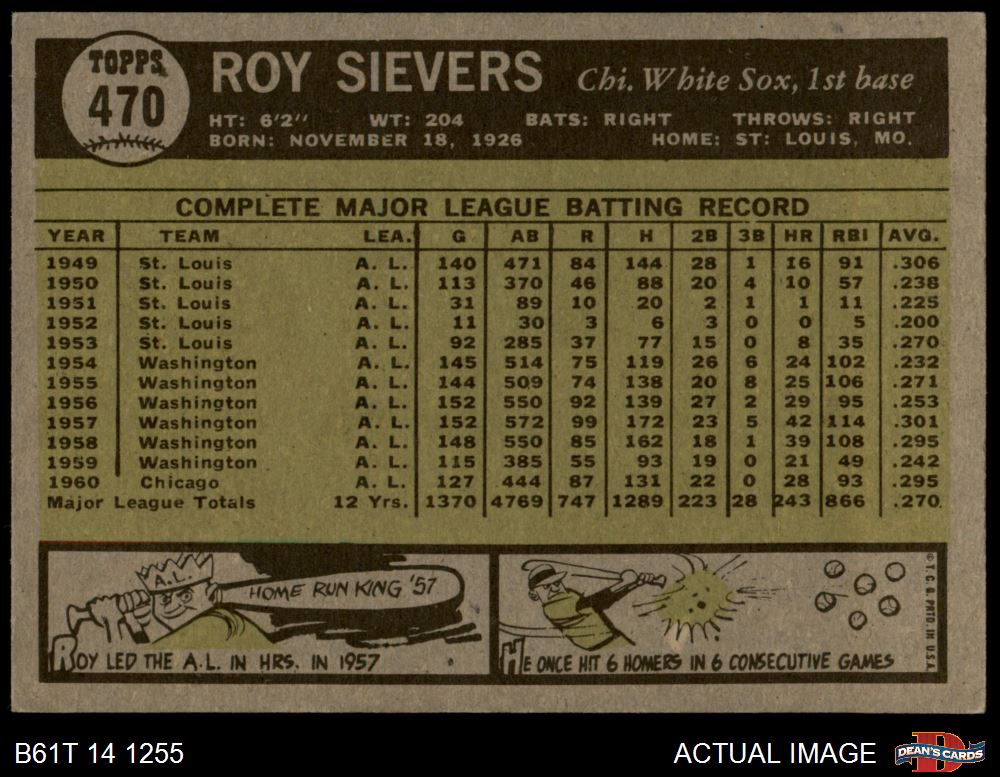 TOPPS
470
ROY SIEVERS Chi. White Sox, 1st base
HT: 6'2'' WT: 204 BATS: RIGHT THROWS: RIGHT
BORN: NOVEMBER 18, 1926 HOME: ST: LOUIS, MO.
COMPLETE MAJOR LEAGUE BATTING RECORD
YEAR TEAM LEA. G AB R H 2B 3B HR RBI AVG.
1949 St. Louis A. L. 140 471 84 144 28 1 16 91 .306
1950 St. Louis A. L. 113 370 46 88 20 4 10 57 .238
1951 St. Louis A. L. 31 89 10 20 2 1 1 11 .225
1952 St. Louis A. L. 11 30 3 6 3 0 0 5 .200
1953 St. Louis A. L. 92 285 37 77 15 0 8 35 .270
1954 Washington A. L. 145 514 75 119 26 6 24 102 .232
1955 Washington A. L. 144 509 74 138 20 8 25 106 .271
1956 Washington A. L. 152 550 92 139 27 2 29 95 .253
1957 Washington A. L. 152 572 99 172 23 5 42 114 .301
1958 Washington A. L. 148 550 85 162 18 1 39 108 .295
1959 Washington A. L. 115 385 55 93 19 0 21 49 .242
1960 Chicago A. L. 127 444 87 131 22 0 28 93 .295
Major League Totals 12 Yrs. 1370 4769 747 1289 223 28 243 866 .270
A.L.
HOME RUN KING '57
ROY LED THE A.L. IN HRS. IN 1957
HE ONCE HIT 6 HOMERS IN 6 CONSECUTIVE GAMES
© T. C. G. PRTD. IN U.S.A.
B61T 14 1255
ACTUAL IMAGE
D
DEAN'S CARDS